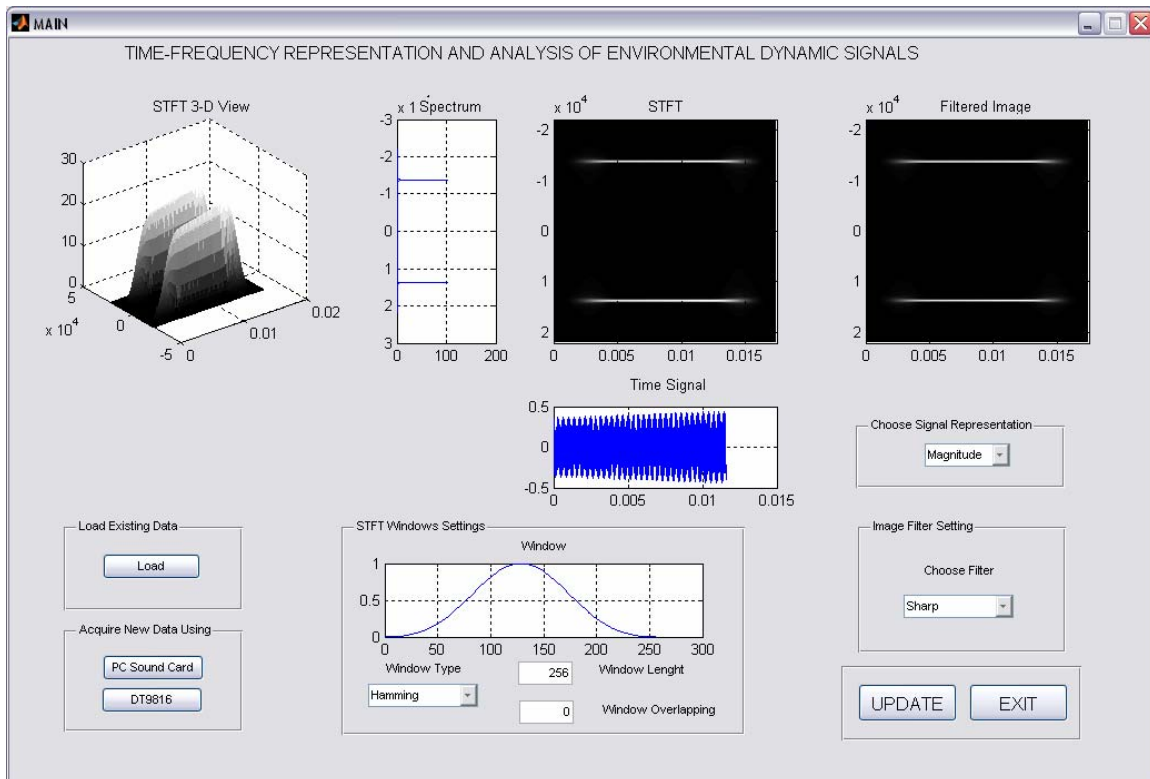 MAIN
TIME-FREQUENCY REPRESENTATION AND ANALYSIS OF ENVIRONMENTAL DYNAMIC SIGNALS
STFT 3-D View
30
20
10
0
5
0
-5
x 10^4
0
0.01
0.02
x 1 Spectrum
-3
-2
-1
0
1
2
3
0 100 200
x 10^4
STFT
-2
-1
0
1
2
0 0.005 0.01 0.015
x 10^4
Filtered Image
-2
-1
0
1
2
0 0.005 0.01 0.015
Time Signal
0.5
0
-0.5
0 0.005 0.01 0.015
Choose Signal Representation
Magnitude
Load Existing Data
Load
Acquire New Data Using
PC Sound Card
DT9816
STFT Windows Settings
Window
1
0.5
0
0 50 100 150 200 250 300
Window Type
Hamming
256 Window Lenght
0 Window Overlapping
Image Filter Setting
Choose Filter
Sharp
UPDATE EXIT